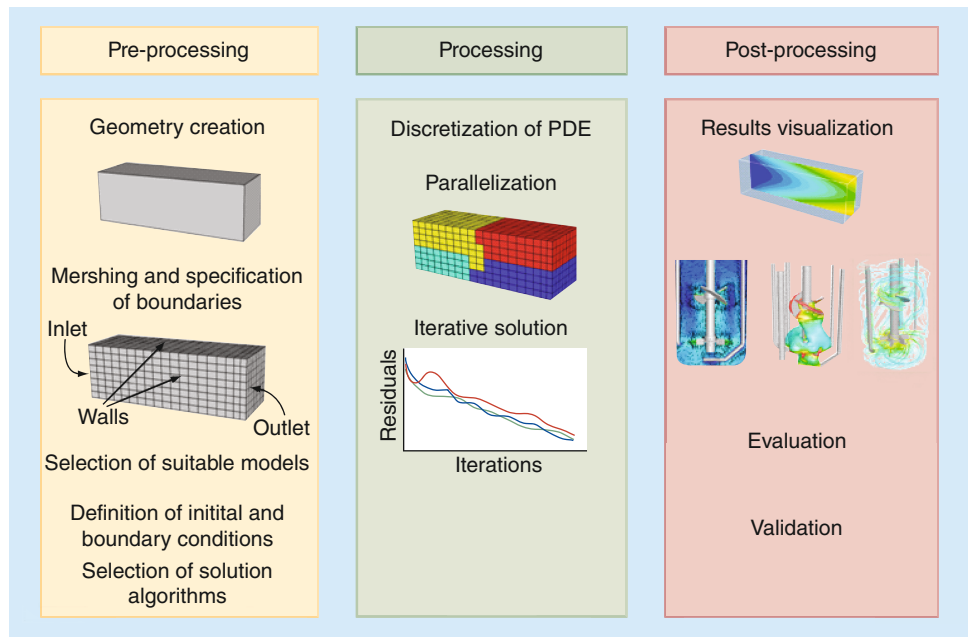 Pre-processing
Geometry creation
Mershing and specification
of boundaries
Inlet
Walls
Outlet
Selection of suitable models
Definition of initital and
boundary conditions
Selection of solution
algorithms
Processing
Discretization of PDE
Parallelization
Iterative solution
Residuals
Iterations
Post-processing
Results visualization
Evaluation
Validation